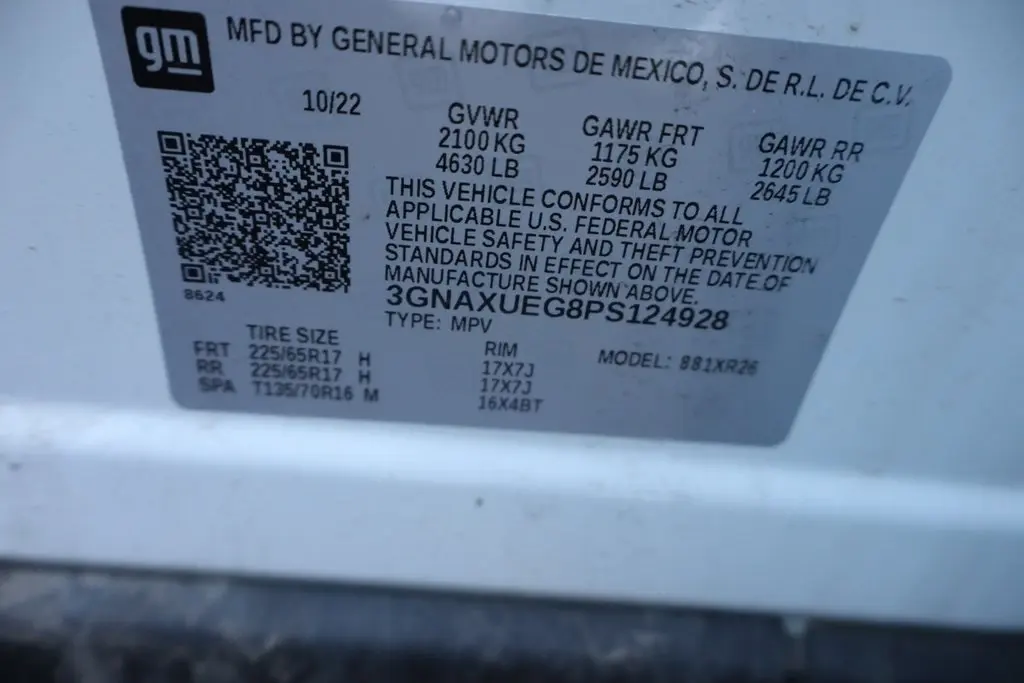 gm
MFD BY GENERAL MOTORS DE MEXICO, S. DE R.L. DE C.V.
10/22
GVWR
2100 KG
4630 LB
GAWR FRT
1175 KG
2590 LB
GAWR RR
1200 KG
2645 LB
THIS VEHICLE CONFORMS TO ALL
APPLICABLE U.S. FEDERAL MOTOR
VEHICLE SAFETY AND THEFT PREVENTION
STANDARDS IN EFFECT ON THE DATE OF
MANUFACTURE SHOWN ABOVE.
8624
3GNAXUEG8PS124928
TYPE: MPV
TIRE SIZE RIM MODEL: 881XR26
FRT 225/65R17 H 17X7J
RR 225/65R17 H 17X7J
SPA T135/70R16 M 16X4BT